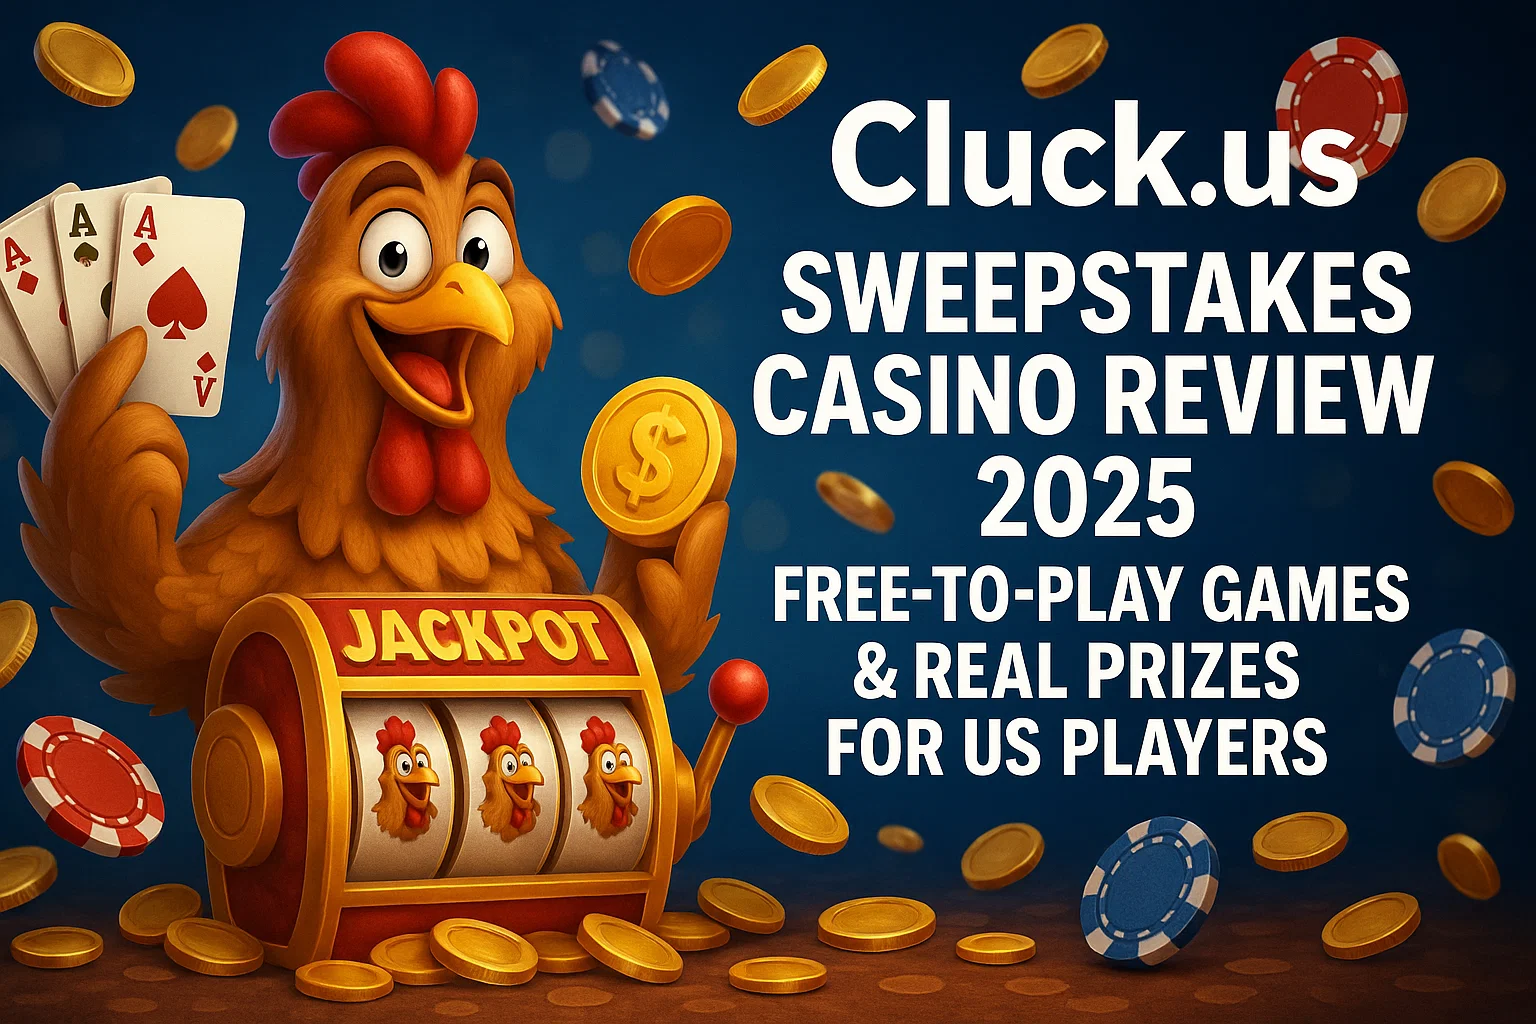 Cluck.us
SWEEPSTAKES
CASINO REVIEW
2025
FREE-TO-PLAY GAMES
& REAL PRIZES
FOR US PLAYERS
A
A
A
A
$
JACKPOT